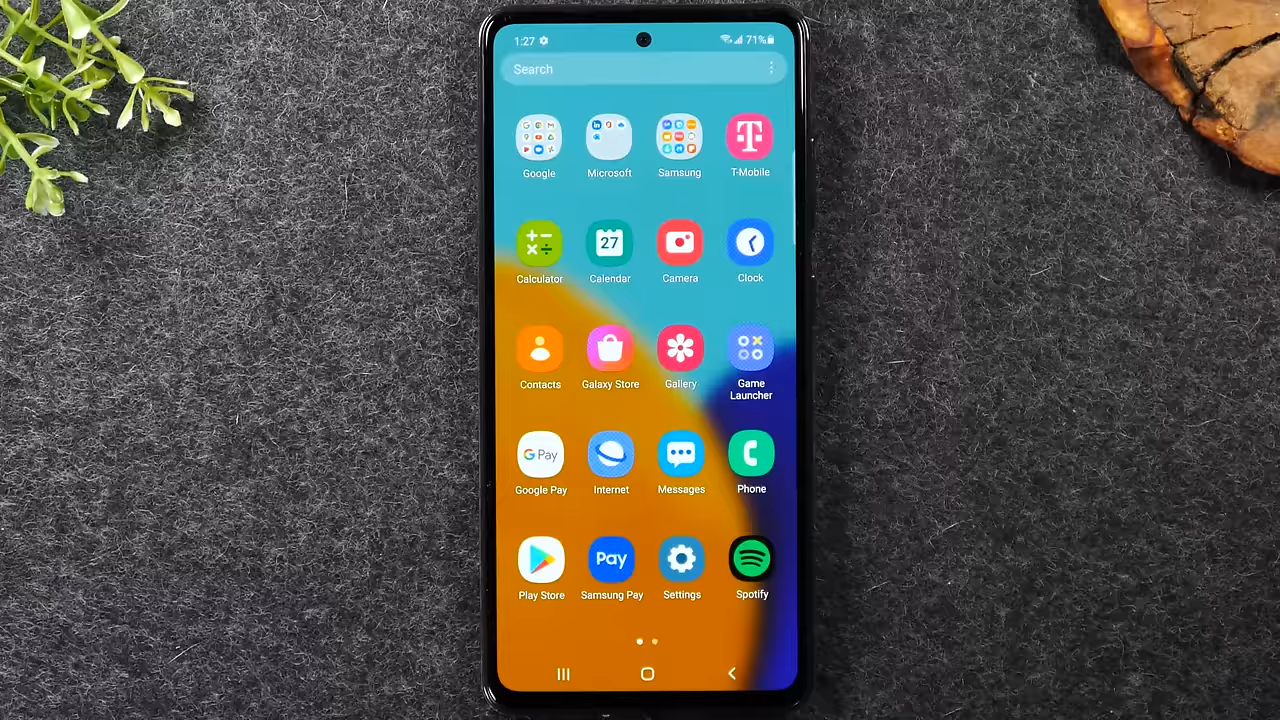 1:27
71%
Search
Google
Microsoft
Samsung
T
T-Mobile
27
Calculator
Calendar
Camera
Clock
Contacts
Galaxy Store
Gallery
Game
Launcher
G Pay
Google Pay
Internet
Messages
Phone
Pay
Play Store
Samsung Pay
Settings
Spotify